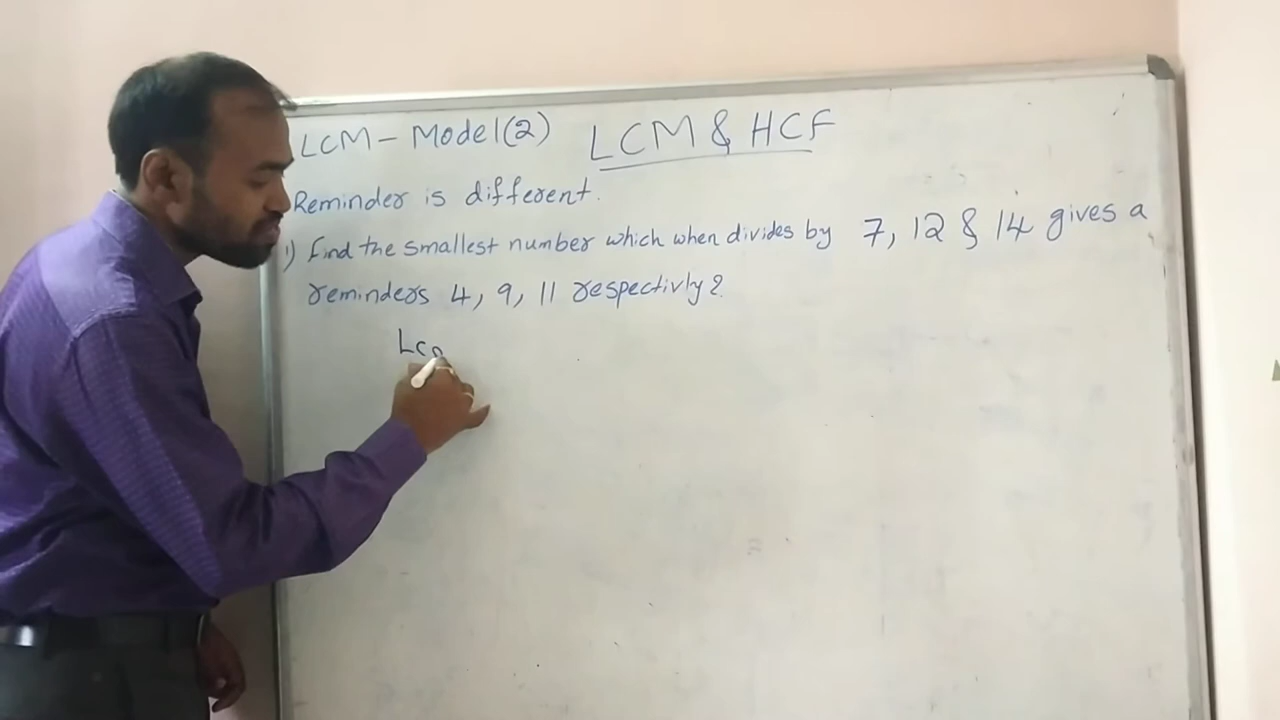 LCM - Model(2) LCM & HCF
Reminder is different.
1) Find the smallest number which when divides by 7, 12 & 14 gives a
reminders 4, 9, 11 respectivly?